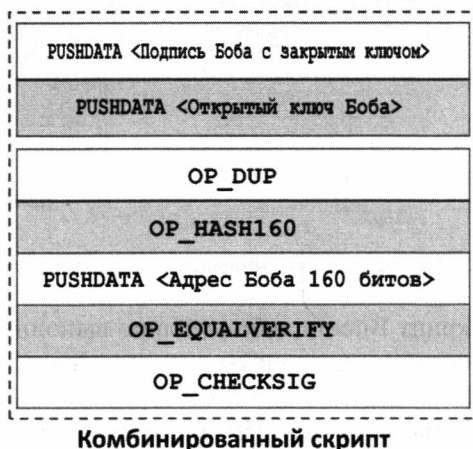 PUSHDATA <Подпись Боба с закрытым ключом>
PUSHDATA <Открытый ключ Боба>
OP_DUP
OP_HASH160
PUSHDATA <Адрес Боба 160 битов>
OP_EQUALVERIFY
OP_CHECKSIG
Комбинированный скрипт